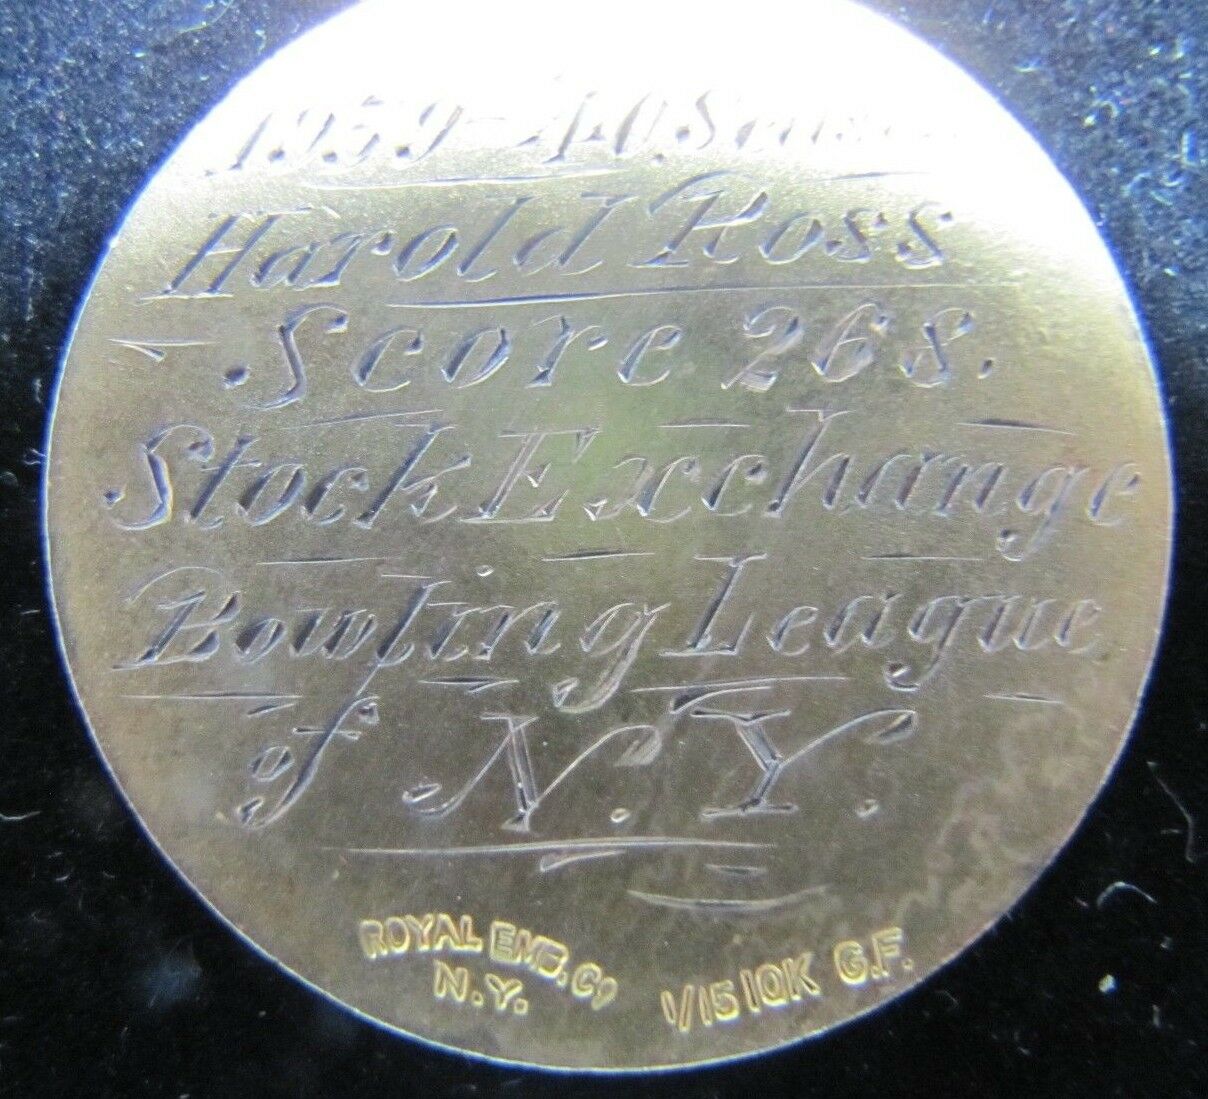 1939-40 Season
Harold Ross
Score 268.
Stock Exchange
Bowling League
of N.Y.
ROYAL EMB. CO
N.Y.
1/15 10K G.F.